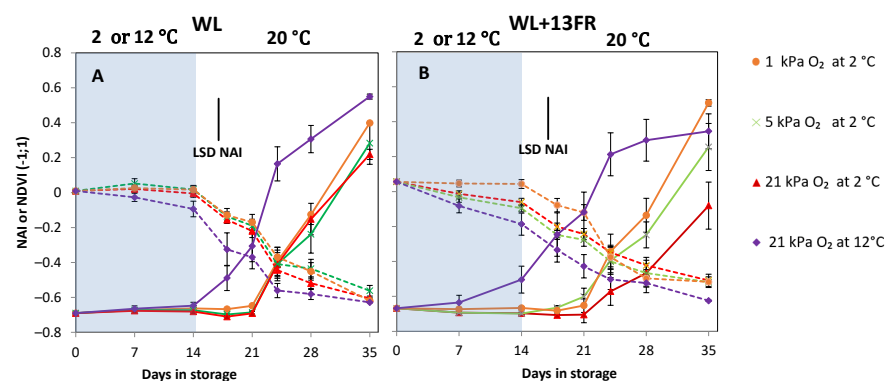 WL
WL+13FR
2 or 12 °C
20 °C
2 or 12 °C
20 °C
NAI or NDVI (-1;1)
0.8
0.6
0.4
0.2
0
−0.2
−0.4
−0.6
−0.8
A
LSD NAI
B
LSD NAI
0
7
14
21
28
35
0
7
14
21
28
35
Days in storage
Days in storage
1 kPa O₂ at 2 °C
5 kPa O₂ at 2 °C
21 kPa O₂ at 2 °C
21 kPa O₂ at 12°C